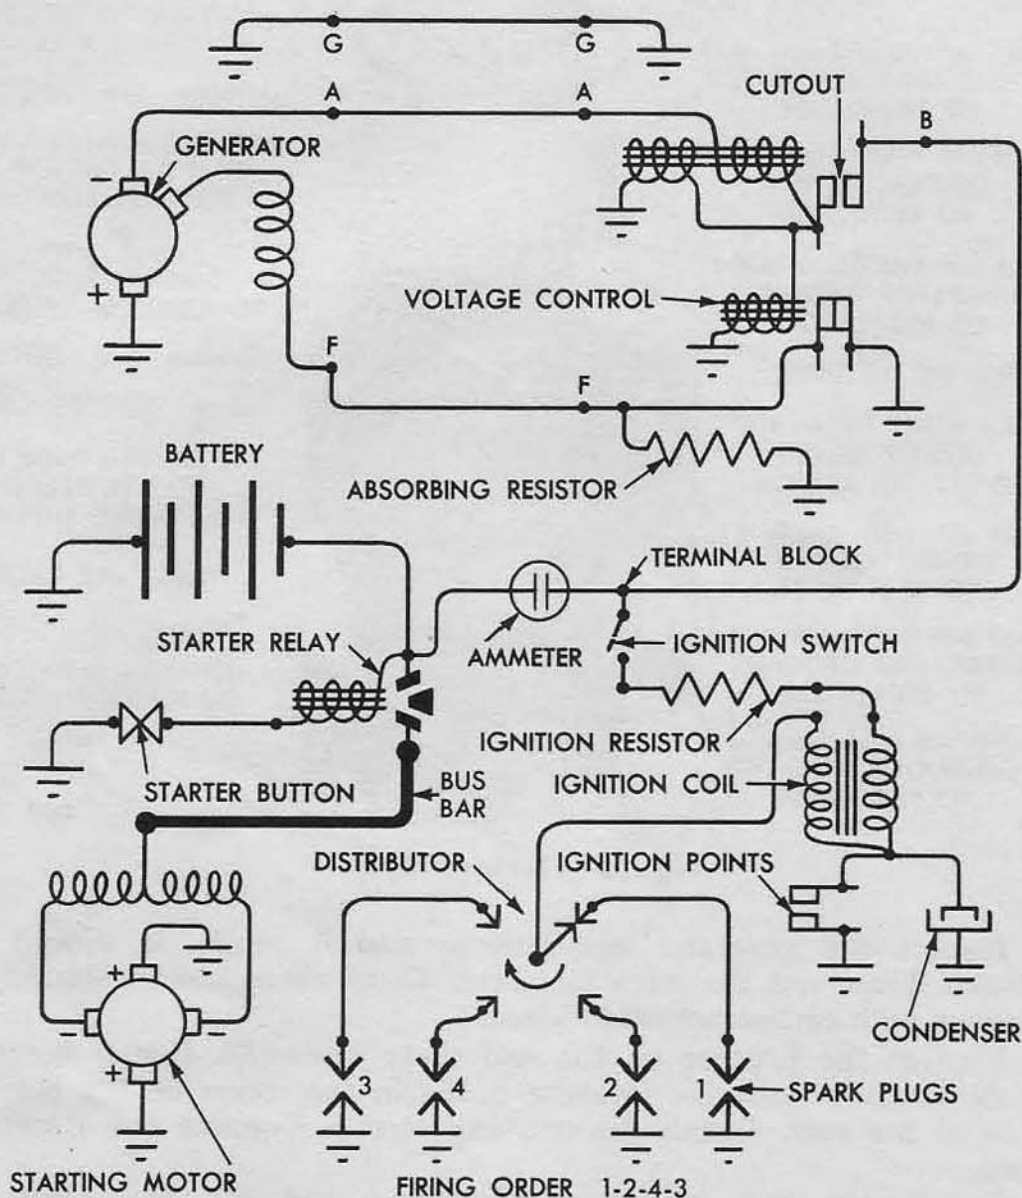 G G
A A
CUTOUT
B
GENERATOR
-
+
VOLTAGE CONTROL
F
F
BATTERY
ABSORBING RESISTOR
TERMINAL BLOCK
STARTER RELAY
AMMETER
IGNITION SWITCH
IGNITION RESISTOR
STARTER BUTTON
BUS
BAR
IGNITION COIL
DISTRIBUTOR
IGNITION POINTS
+
- -
+
CONDENSER
3 4 2 1
SPARK PLUGS
STARTING MOTOR
FIRING ORDER 1-2-4-3